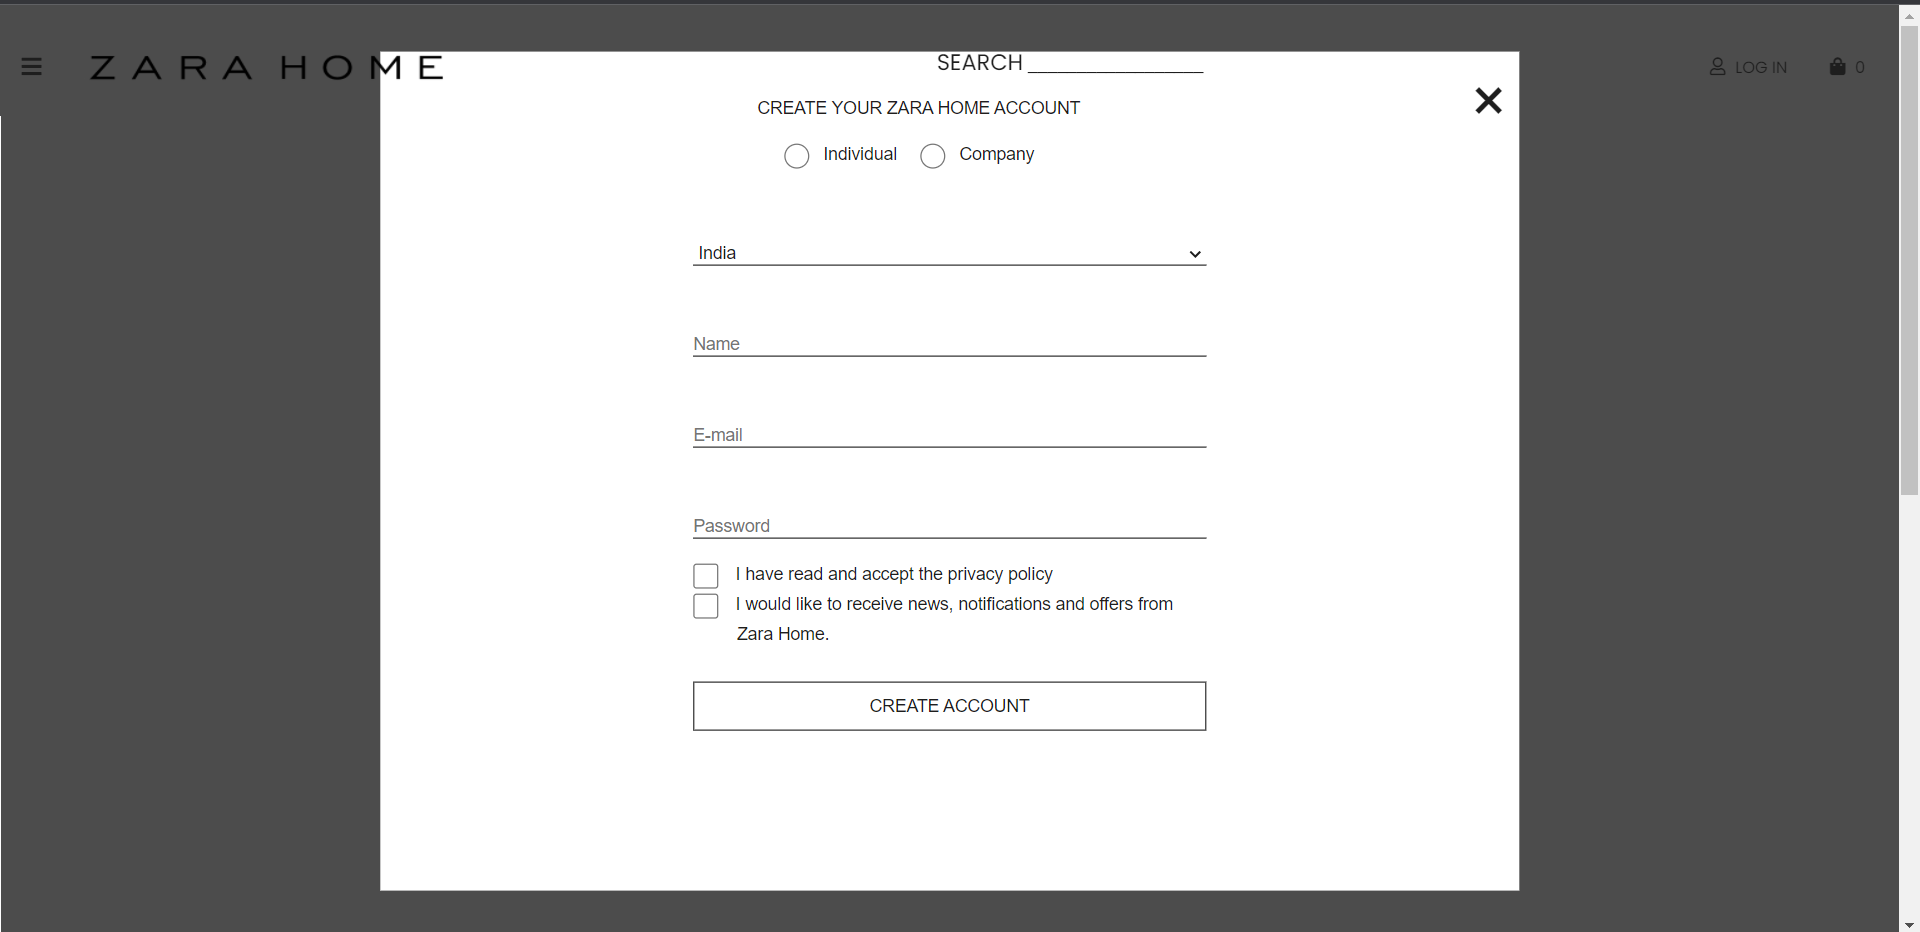 ZARA HOME
SEARCH ________________
LOG IN
0
CREATE YOUR ZARA HOME ACCOUNT
Individual
Company
India
Name
E-mail
Password
I have read and accept the privacy policy
I would like to receive news, notifications and offers from
Zara Home.
CREATE ACCOUNT